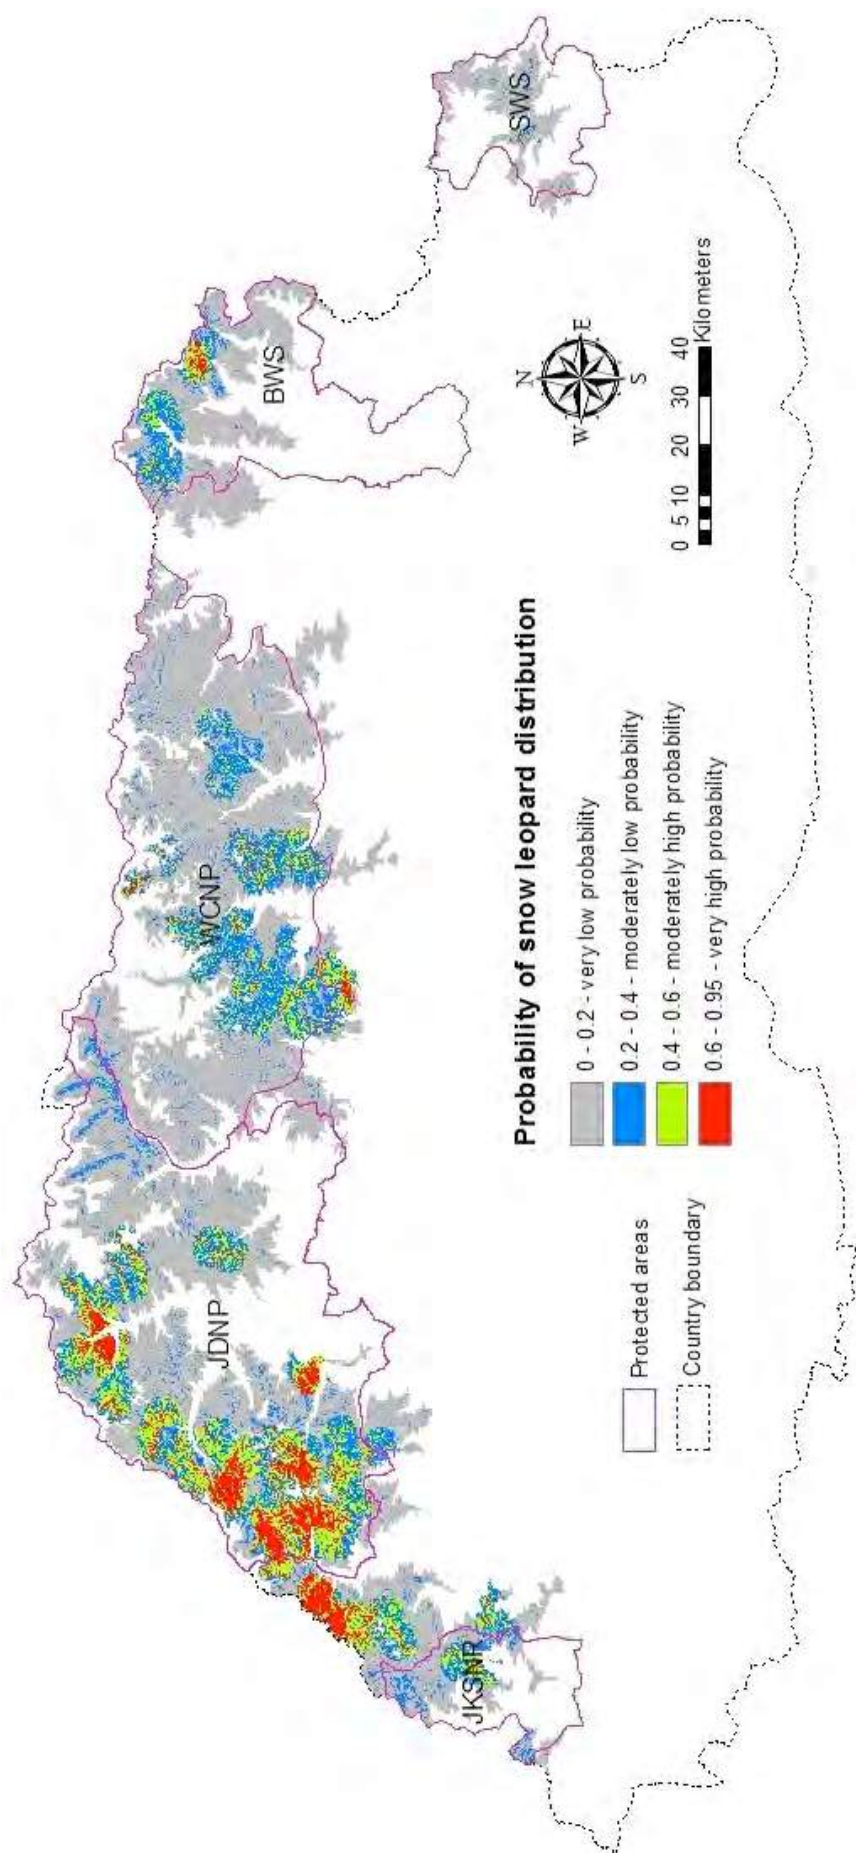 JKSNR
JDNP
WCNP
BWS
SWS
N
W
E
S
0 5 10 20 30 40
Kilometers
Probability of snow leopard distribution
0 - 0.2 - very low probability
0.2 - 0.4 - moderately low probability
0.4 - 0.6 - moderately high probability
0.6 - 0.95 - very high probability
Protected areas
Country boundary